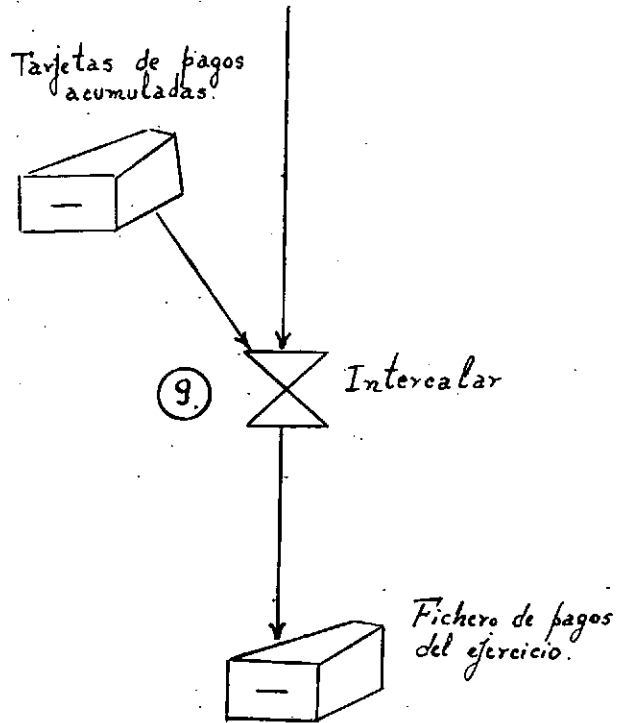 Tarjetas de pagos
acumuladas.
9.
Intercalar
Fichero de pagos
del ejercicio.